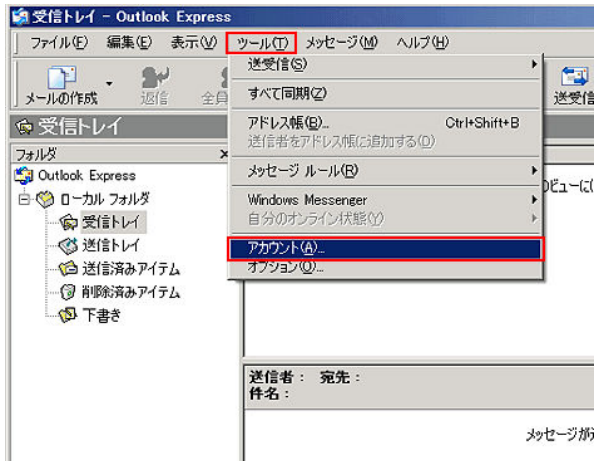 受信トレイ - Outlook Express
ファイル(F) 編集(E) 表示(V) ツール(T) メッセージ(M) ヘルプ(H)
メールの作成 返信 全員 送受信
送受信(S)
すべて同期(Z)
アドレス帳(B)... Ctrl+Shift+B
送信者をアドレス帳に追加する(D)
メッセージ ルール(R)
Windows Messenger
自分のオンライン状態(Y)
アカウント(A)...
オプション(O)...
受信トレイ
フォルダ ×
Outlook Express
ローカル フォルダ
受信トレイ
送信トレイ
送信済みアイテム
削除済みアイテム
下書き
のビューに
送信者： 宛先：
件名：
メッセージが